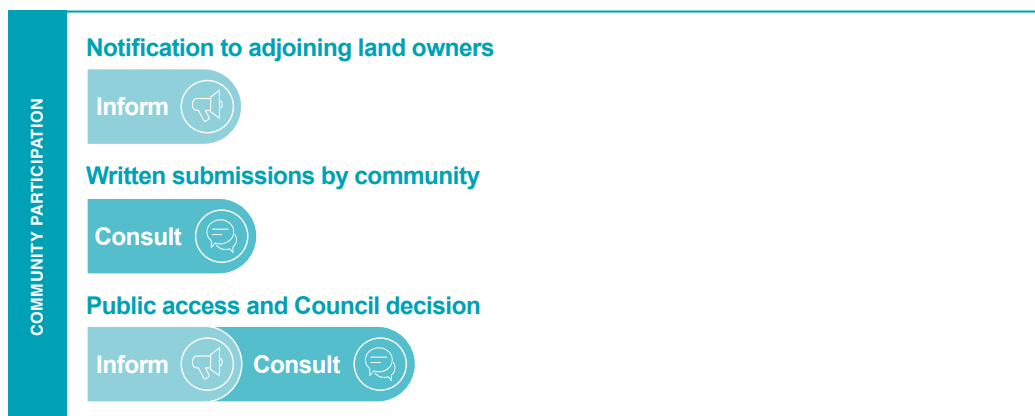 COMMUNITY PARTICIPATION
Notification to adjoining land owners
Inform
Written submissions by community
Consult
Public access and Council decision
Inform Consult